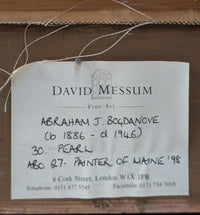 DAVID MESSUM
Fine Art
ABRAHAM J. BOGDANOVE
(b 1886 - d 1946)
30. PEARL
ABO 27. PAINTER OF MAINE '98
8 Cork Street, London W1X 1PB
Telephone: 0171 437 5545 Facsimile: 0171 734 7018